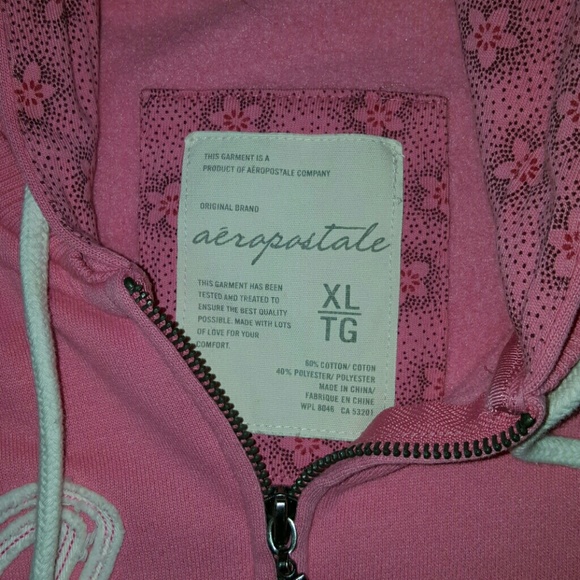 THIS GARMENT IS A
PRODUCT OF AÉROPOSTALE COMPANY
ORIGINAL BRAND
aéropostale
THIS GARMENT HAS BEEN
TESTED AND TREATED TO
ENSURE THE BEST QUALITY
POSSIBLE. MADE WITH LOTS
OF LOVE FOR YOUR
COMFORT.
XL
TG
60% COTTON/ COTON
40% POLYESTER/ POLYESTER
MADE IN CHINA/
FABRIQUE EN CHINE
WPL 8046 CA 53201